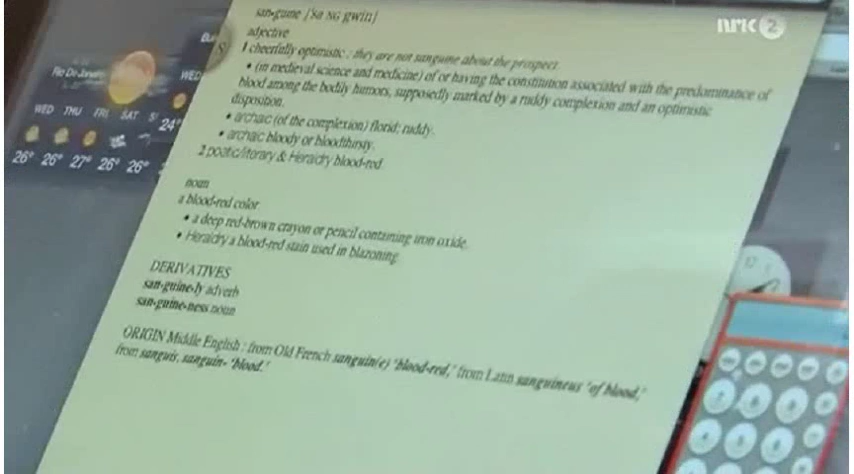 nrk 2
san•guine
adjective
1 cheerfully optimistic : they are not sanguine about the prospect.
• (in medieval science and medicine) of or having the constitution associated with the predominance of
blood among the bodily humors, supposedly marked by a ruddy complexion and an optimistic
disposition.
• archaic (of the complexion) florid; ruddy.
• archaic bloody or bloodthirsty.
2 poetic/literary & Heraldry blood-red.
noun
a blood-red color.
• a deep red-brown crayon or pencil containing iron oxide.
• Heraldry a blood-red stain used in blazoning.
DERIVATIVES
san•guine•ly adverb
san•guine•ness noun
ORIGIN Middle English : from Old French sanguin(e) ‘blood-red,’ from Latin sanguineus ‘of blood,’
from sanguis, sanguin- ‘blood.’
Rio De Janeiro
WED
WED THU FRI SAT
24°
26° 26° 27° 26° 26°